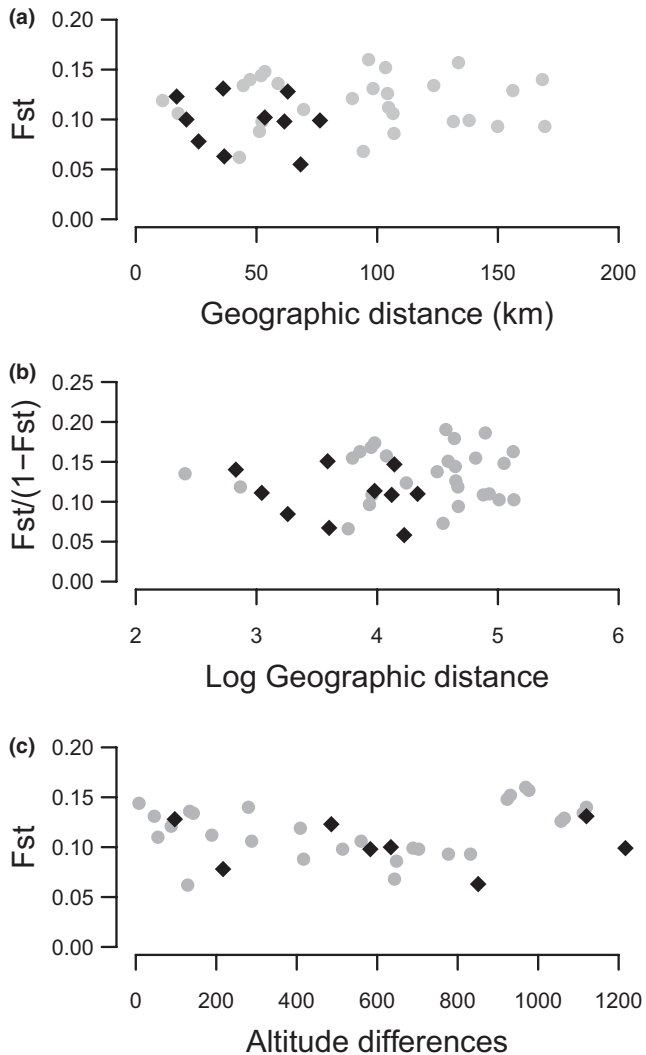 (a)
0.20
0.15
0.10
0.05
0.00
Fst
0 50 100 150 200
Geographic distance (km)
(b)
0.25
0.20
0.15
0.10
0.05
0.00
Fst/(1−Fst)
2 3 4 5 6
Log Geographic distance
(c)
0.20
0.15
0.10
0.05
0.00
Fst
0 200 400 600 800 1000 1200
Altitude differences